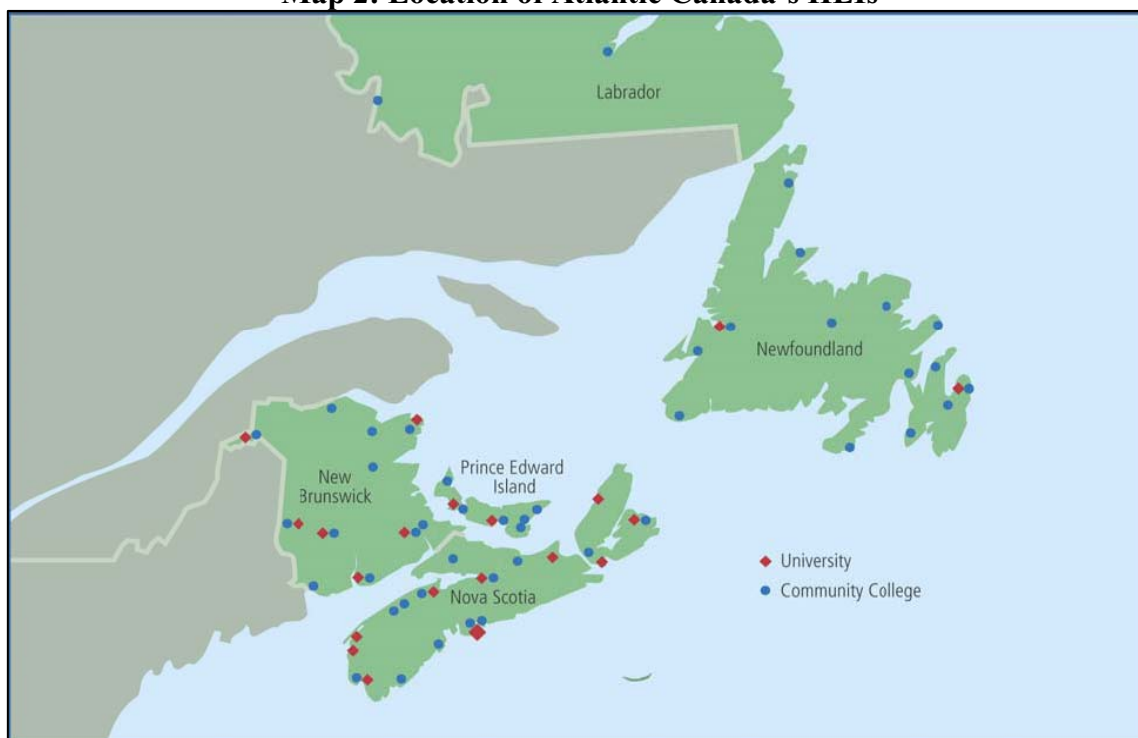 Map 2: Location of Atlantic Canada's HEIs
Labrador
Newfoundland
Prince Edward
Island
New
Brunswick
University
Community College
Nova Scotia